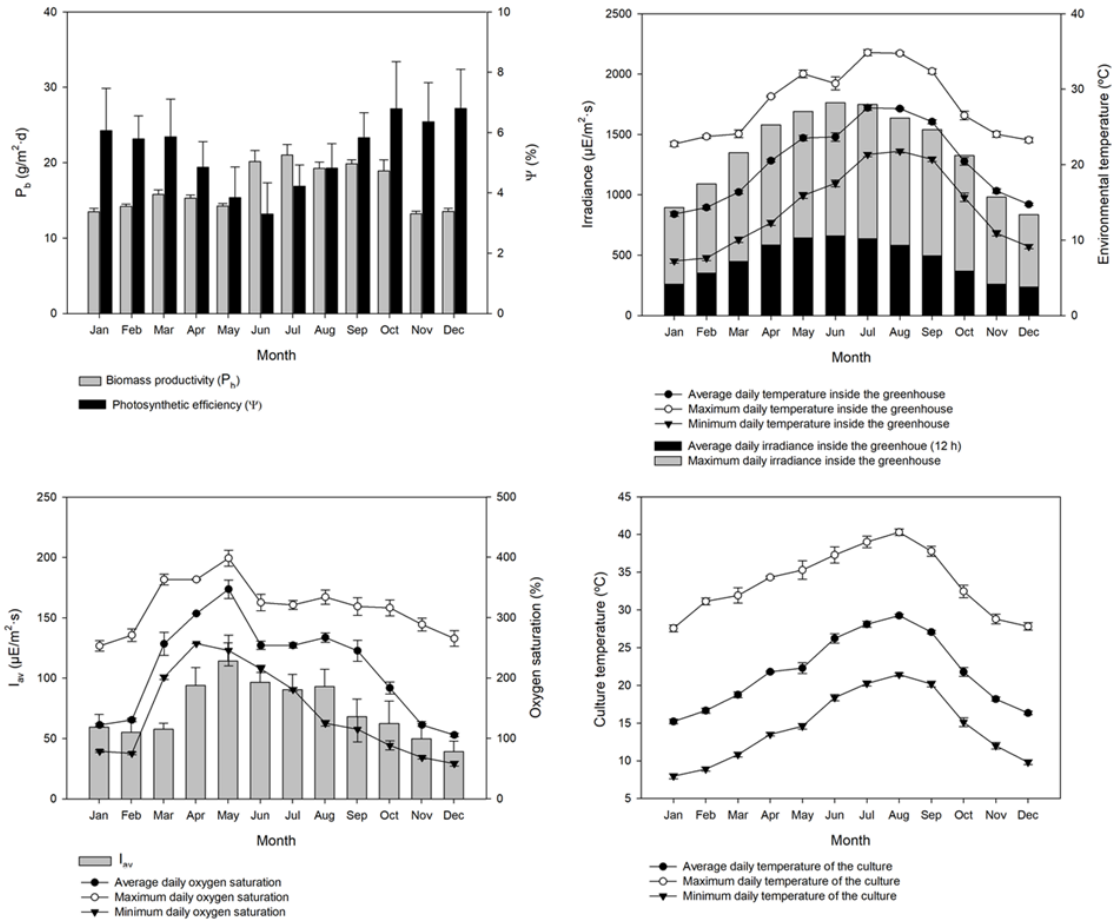 40
30
20
10
0
P_b (g/m²·d)
10
8
6
4
2
0
Ψ (%)
Jan Feb Mar Apr May Jun Jul Aug Sep Oct Nov Dec
Month
Biomass productivity (P_b)
Photosynthetic efficiency (Ψ)
2500
2000
1500
1000
500
0
Irradiance (µE/m²·s)
40
30
20
10
0
Environmental temperature (ºC)
Jan Feb Mar Apr May Jun Jul Aug Sep Oct Nov Dec
Month
Average daily temperature inside the greenhouse
Maximum daily temperature inside the greenhouse
Minimum daily temperature inside the greenhouse
Average daily irradiance inside the greenhoue (12 h)
Maximum daily irradiance inside the greenhouse
250
200
150
100
50
0
I_av (µE/m²·s)
500
400
300
200
100
0
Oxygen saturation (%)
Jan Feb Mar Apr May Jun Jul Aug Sep Oct Nov Dec
Month
I_av
Average daily oxygen saturation
Maximum daily oxygen saturation
Minimum daily oxygen saturation
45
40
35
30
25
20
15
10
5
Culture temperature (ºC)
Jan Feb Mar Apr May Jun Jul Aug Sep Oct Nov Dec
Month
Average daily temperature of the culture
Maximum daily temperature of the culture
Minimum daily temperature of the culture